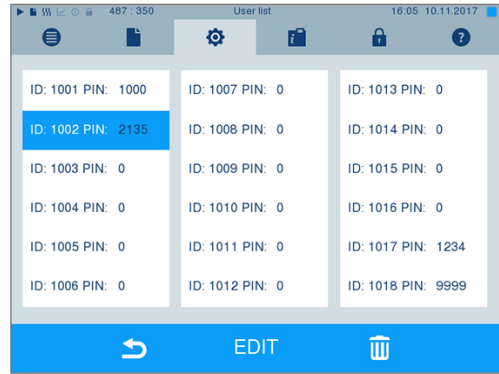 487 : 350 User list 16:05 10.11.2017
ID: 1001 PIN: 1000
ID: 1002 PIN: 2135
ID: 1003 PIN: 0
ID: 1004 PIN: 0
ID: 1005 PIN: 0
ID: 1006 PIN: 0
ID: 1007 PIN: 0
ID: 1008 PIN: 0
ID: 1009 PIN: 0
ID: 1010 PIN: 0
ID: 1011 PIN: 0
ID: 1012 PIN: 0
ID: 1013 PIN: 0
ID: 1014 PIN: 0
ID: 1015 PIN: 0
ID: 1016 PIN: 0
ID: 1017 PIN: 1234
ID: 1018 PIN: 9999
EDIT